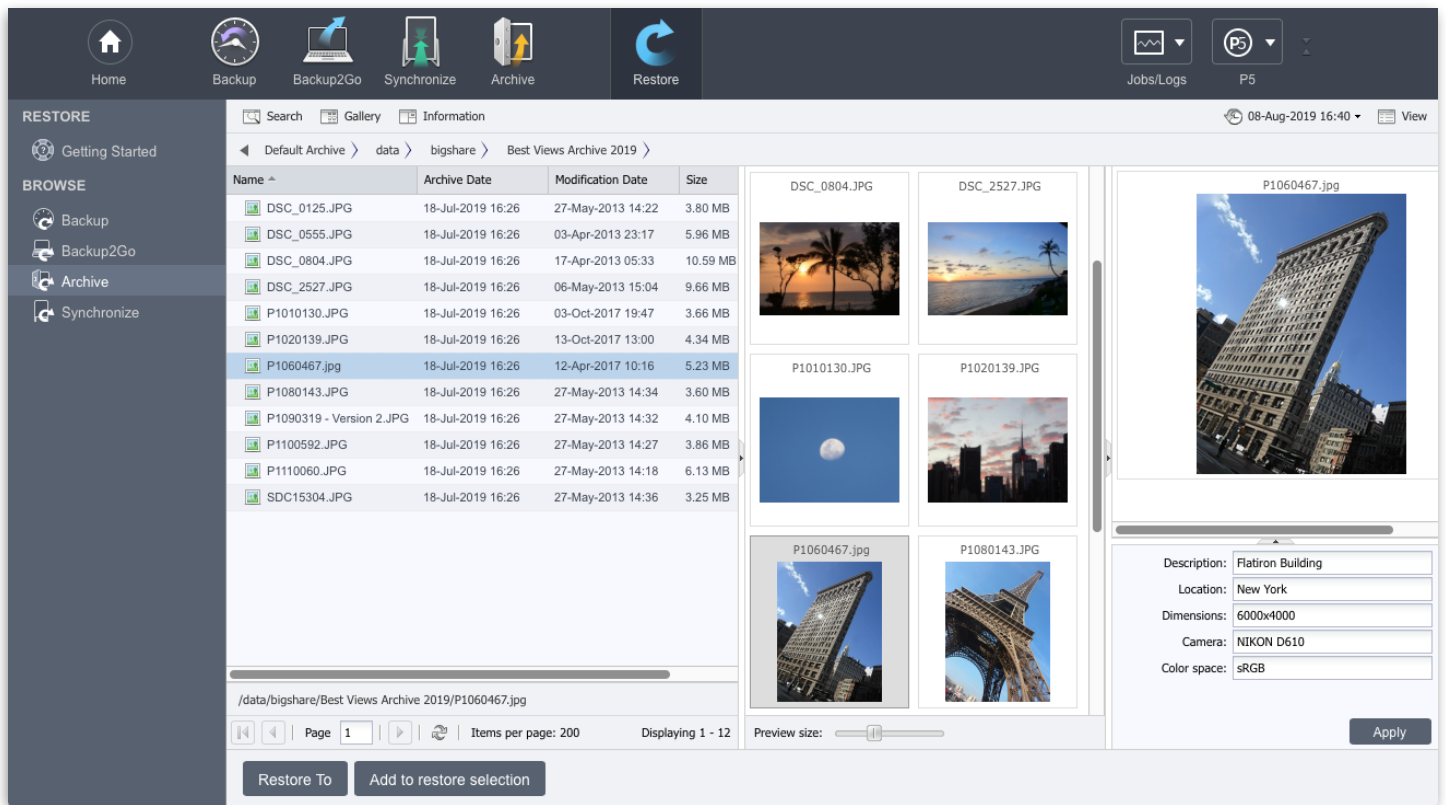 Home
Backup
Backup2Go
Synchronize
Archive
Restore
Jobs/Logs
P5
P5
RESTORE
Getting Started
BROWSE
Backup
Backup2Go
Archive
Synchronize
Search Gallery Information
08-Aug-2019 16:40 View
Default Archive data bigshare Best Views Archive 2019
Name Archive Date Modification Date Size
DSC_0125.JPG 18-Jul-2019 16:26 27-May-2013 14:22 3.80 MB
DSC_0555.JPG 18-Jul-2019 16:26 03-Apr-2013 23:17 5.96 MB
DSC_0804.JPG 18-Jul-2019 16:26 17-Apr-2013 05:33 10.59 MB
DSC_2527.JPG 18-Jul-2019 16:26 06-May-2013 15:04 9.66 MB
P1010130.JPG 18-Jul-2019 16:26 03-Oct-2017 19:47 3.66 MB
P1020139.JPG 18-Jul-2019 16:26 13-Oct-2017 13:00 4.34 MB
P1060467.jpg 18-Jul-2019 16:26 12-Apr-2017 10:16 5.23 MB
P1080143.JPG 18-Jul-2019 16:26 27-May-2013 14:34 3.60 MB
P1090319 - Version 2.JPG 18-Jul-2019 16:26 27-May-2013 14:32 4.10 MB
P1100592.JPG 18-Jul-2019 16:26 27-May-2013 14:27 3.86 MB
P1110060.JPG 18-Jul-2019 16:26 27-May-2013 14:18 6.13 MB
SDC15304.JPG 18-Jul-2019 16:26 27-May-2013 14:36 3.25 MB
/data/bigshare/Best Views Archive 2019/P1060467.jpg
Page 1 Items per page: 200 Displaying 1 - 12
DSC_0804.JPG DSC_2527.JPG
P1010130.JPG P1020139.JPG
P1060467.jpg P1080143.JPG
Preview size:
P1060467.jpg
Description: Flatiron Building
Location: New York
Dimensions: 6000x4000
Camera: NIKON D610
Color space: sRGB
Apply
Restore To Add to restore selection